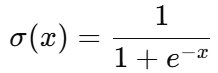 σ(x) = 1 / (1 + e^{-x})